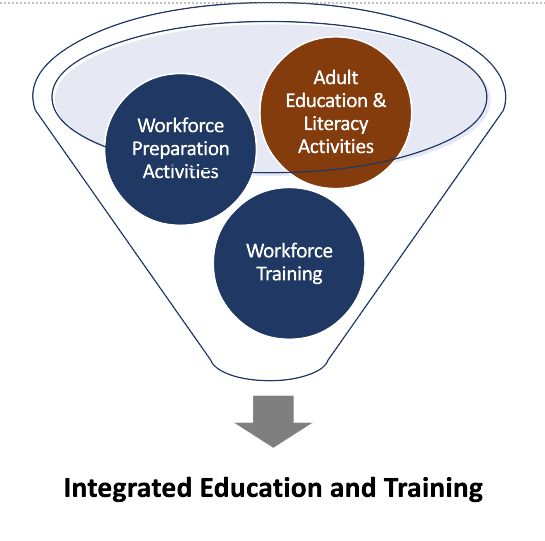 Adult
Education &
Literacy
Activities
Workforce
Preparation
Activities
Workforce
Training
Integrated Education and Training